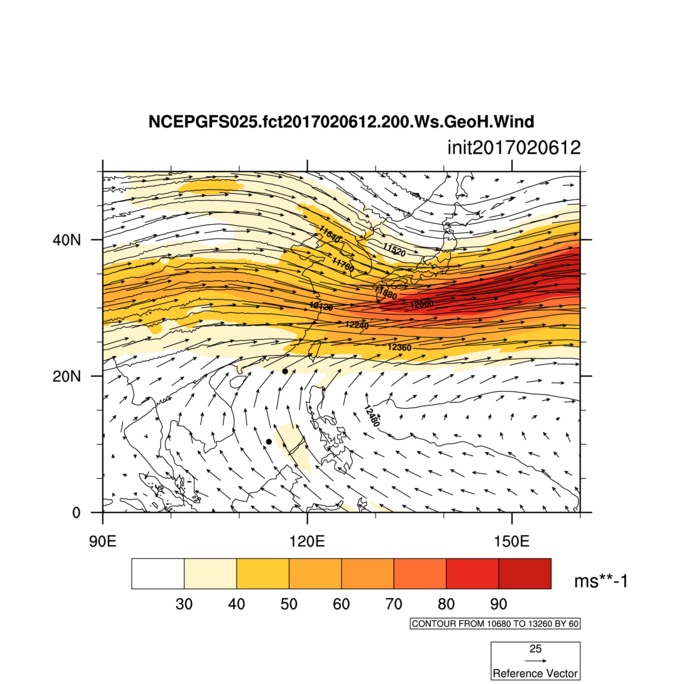 NCEPGFS025.fct2017020612.200.Ws.GeoH.Wind
init2017020612
40N
20N
0
11640
11520
11760
11880
12000
12120
12240
12360
12480
90E 120E 150E
30 40 50 60 70 80 90
ms**-1
CONTOUR FROM 10680 TO 13260 BY 60
25
Reference Vector